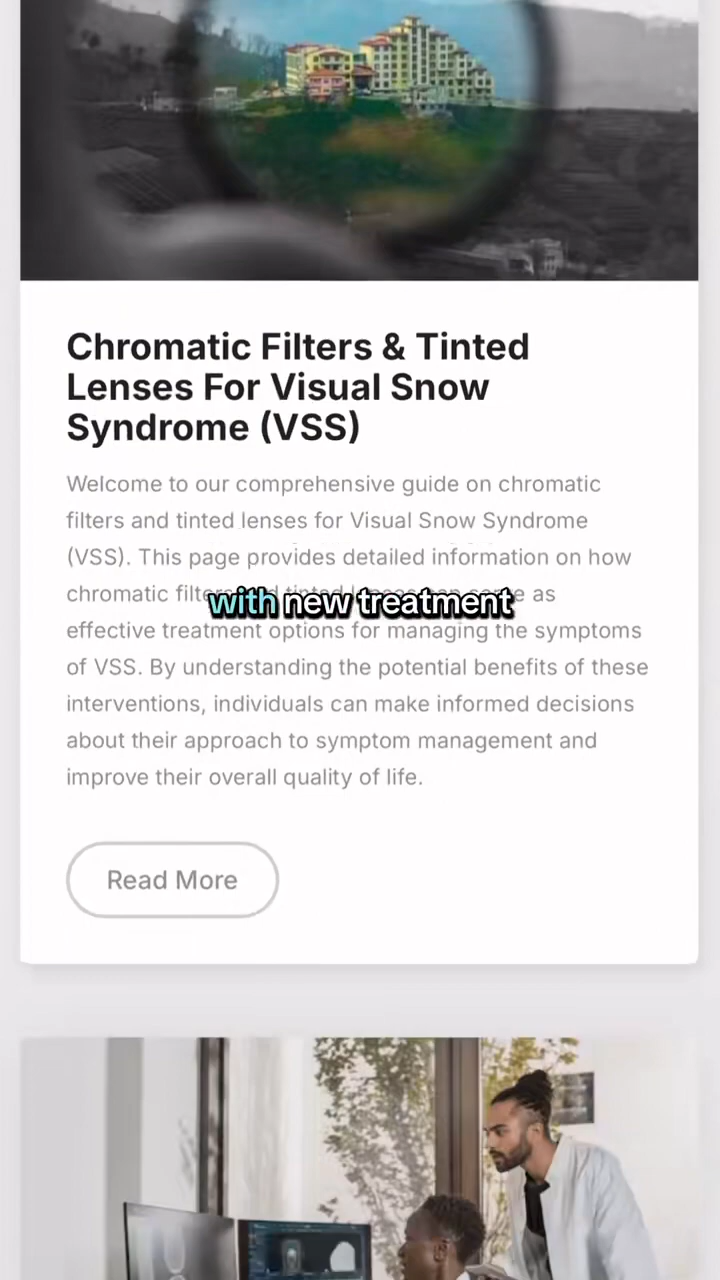 Chromatic Filters & Tinted
Lenses For Visual Snow
Syndrome (VSS)
Welcome to our comprehensive guide on chromatic
filters and tinted lenses for Visual Snow Syndrome
(VSS). This page provides detailed information on how
chromatic as
with new treatment
effective treatment options for managing the symptoms
of VSS. By understanding the potential benefits of these
interventions, individuals can make informed decisions
about their approach to symptom management and
improve their overall quality of life.
Read More